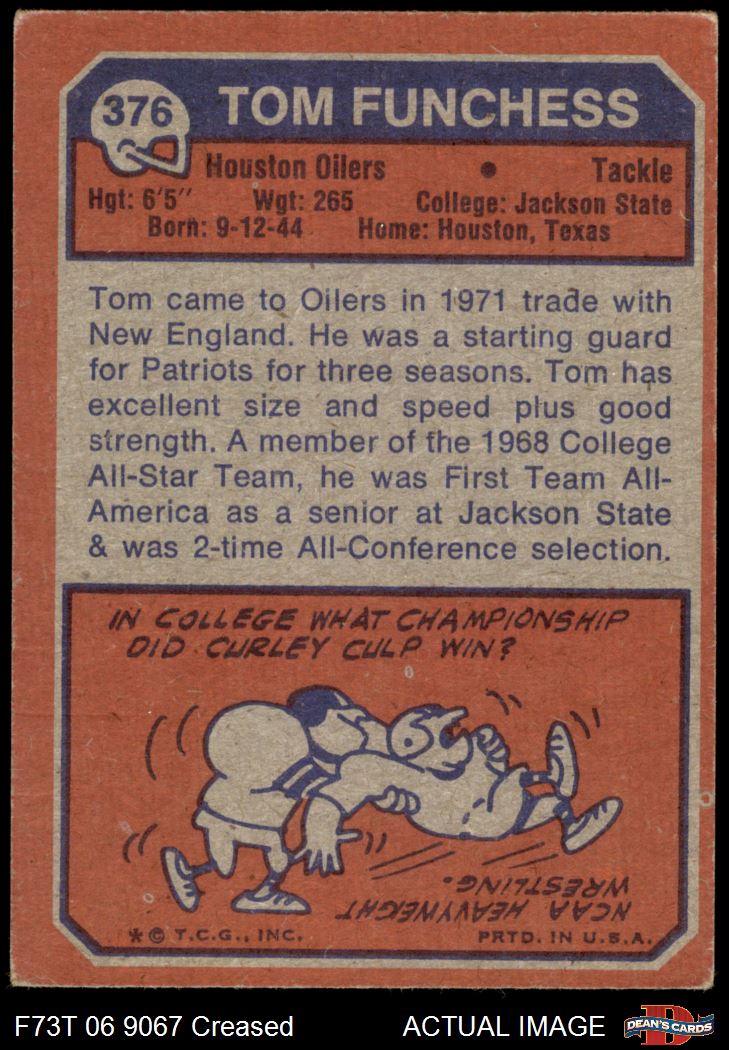 376 TOM FUNCHESS
Houston Oilers • Tackle
Hgt: 6'5" Wgt: 265 College: Jackson State
Born: 9-12-44 Home: Houston, Texas
Tom came to Oilers in 1971 trade with
New England. He was a starting guard
for Patriots for three seasons. Tom has
excellent size and speed plus good
strength. A member of the 1968 College
All-Star Team, he was First Team All-
America as a senior at Jackson State
& was 2-time All-Conference selection.
IN COLLEGE WHAT CHAMPIONSHIP
DID CURLEY CULP WIN?
NCAA HEAVYWEIGHT
WRESTLING.
* © T.C.G., INC. PRTD. IN U.S.A.
F73T 06 9067 Creased ACTUAL IMAGE
D
DEAN'S CARDS